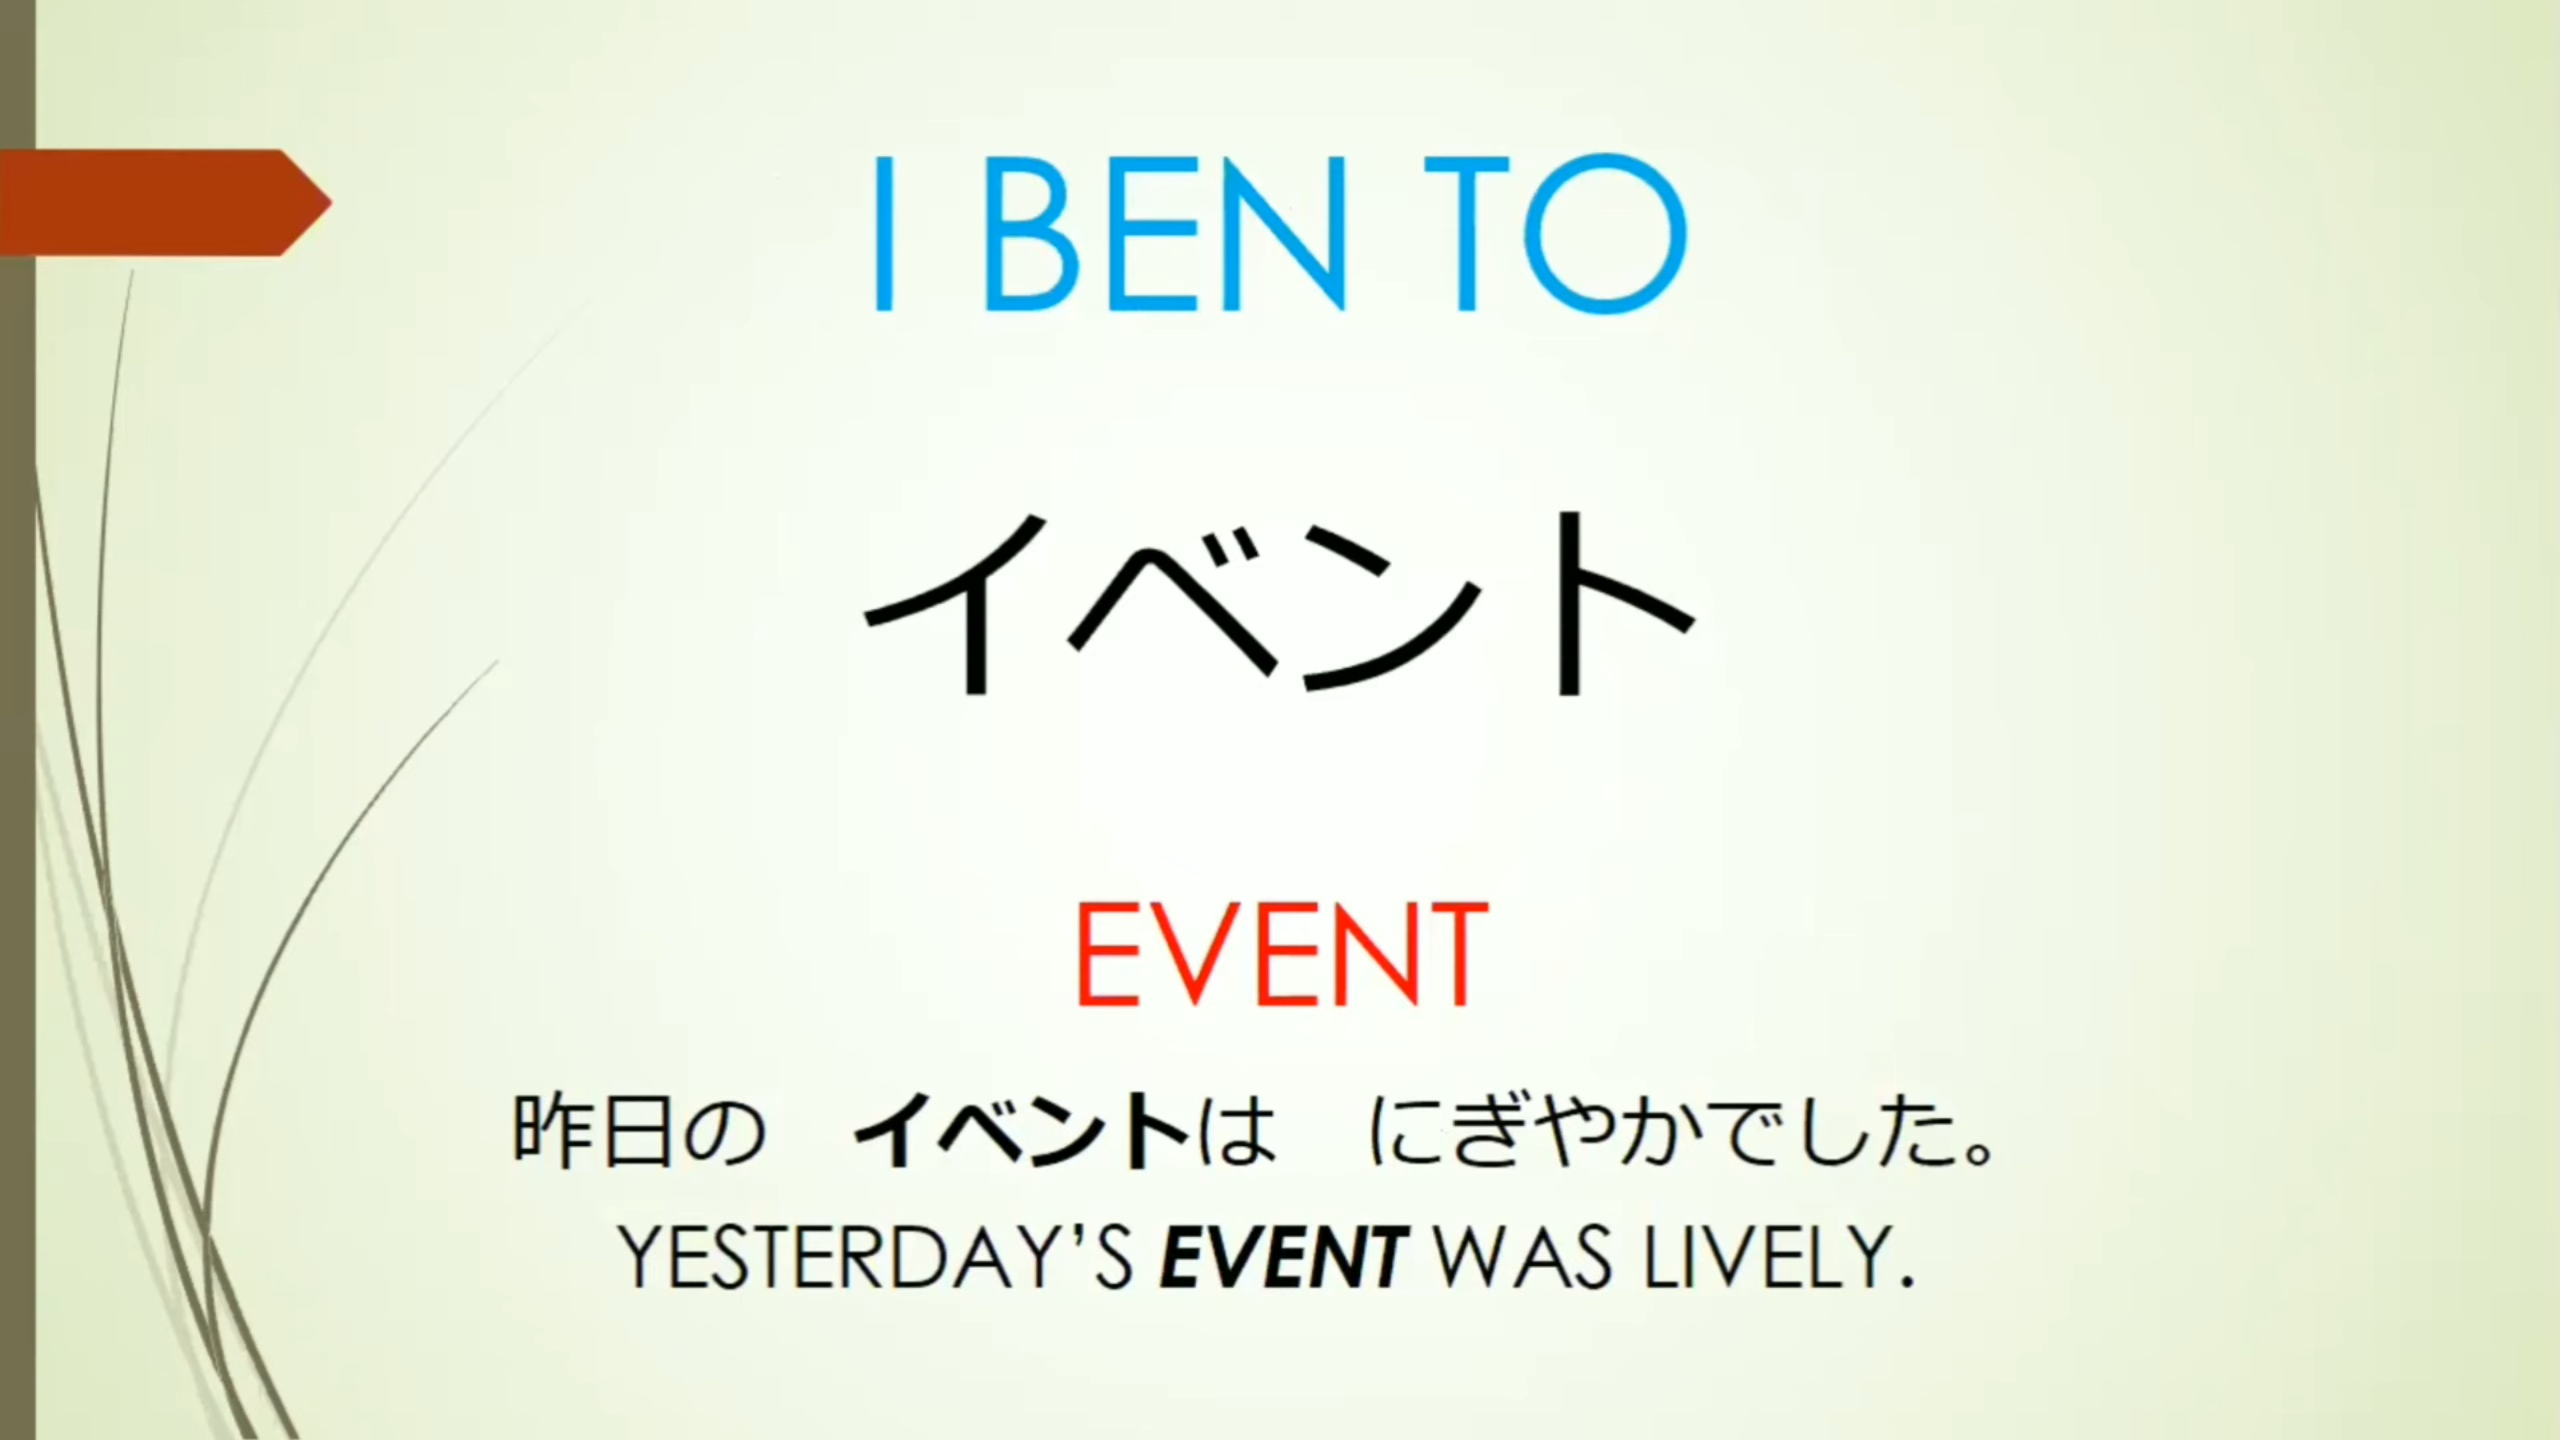 I BEN TO
イベント
EVENT
昨日の　イベントは　にぎやかでした。
YESTERDAY’S EVENT WAS LIVELY.